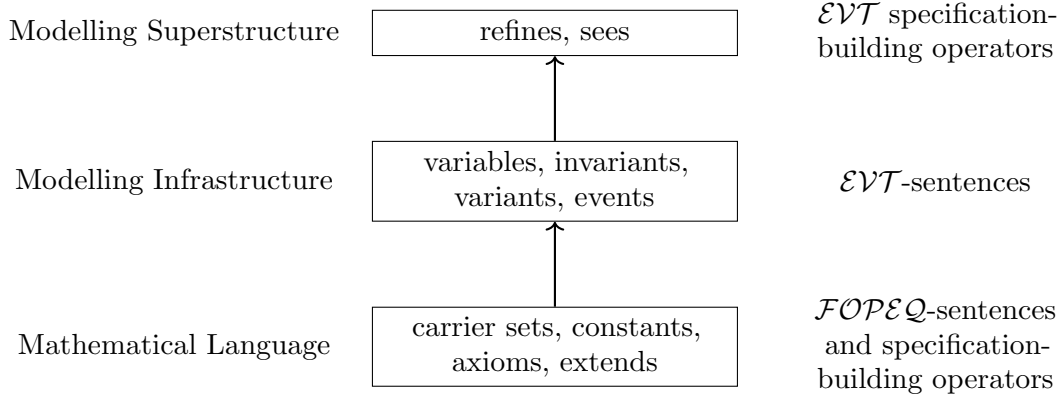 Modelling Superstructure
refines, sees
ℰ𝒱𝒯 specification-
building operators
Modelling Infrastructure
variables, invariants,
variants, events
ℰ𝒱𝒯-sentences
Mathematical Language
carrier sets, constants,
axioms, extends
ℱ𝒪𝒫ℰ𝒬-sentences
and specification-
building operators